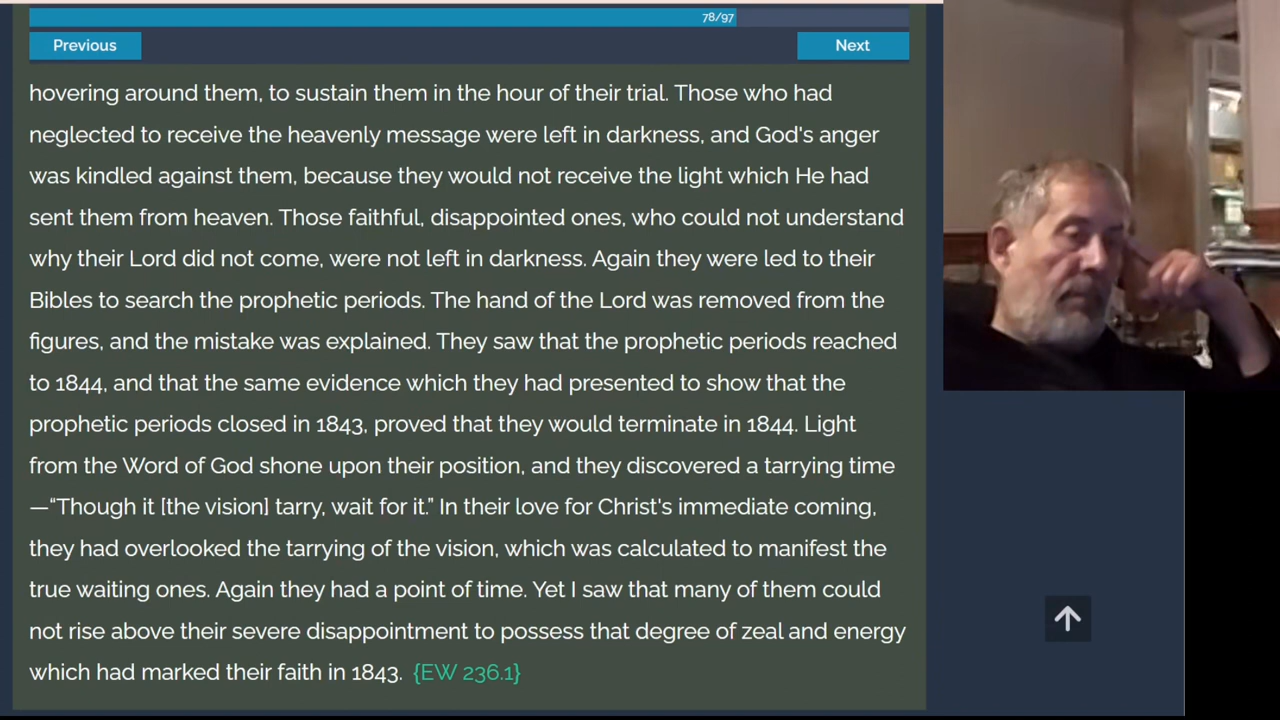 78/97
Previous
Next
hovering around them, to sustain them in the hour of their trial. Those who had
neglected to receive the heavenly message were left in darkness, and God's anger
was kindled against them, because they would not receive the light which He had
sent them from heaven. Those faithful, disappointed ones, who could not understand
why their Lord did not come, were not left in darkness. Again they were led to their
Bibles to search the prophetic periods. The hand of the Lord was removed from the
figures, and the mistake was explained. They saw that the prophetic periods reached
to 1844, and that the same evidence which they had presented to show that the
prophetic periods closed in 1843, proved that they would terminate in 1844. Light
from the Word of God shone upon their position, and they discovered a tarrying time
—“Though it [the vision] tarry, wait for it.” In their love for Christ's immediate coming,
they had overlooked the tarrying of the vision, which was calculated to manifest the
true waiting ones. Again they had a point of time. Yet I saw that many of them could
not rise above their severe disappointment to possess that degree of zeal and energy
which had marked their faith in 1843. {EW 236.1}